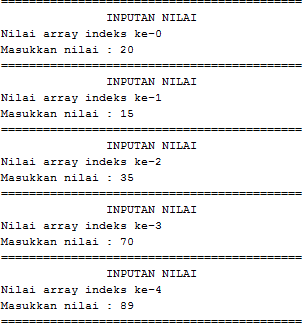 ===========================================
INPUTAN NILAI
Nilai array indeks ke-0
Masukkan nilai : 20
===========================================
INPUTAN NILAI
Nilai array indeks ke-1
Masukkan nilai : 15
===========================================
INPUTAN NILAI
Nilai array indeks ke-2
Masukkan nilai : 35
===========================================
INPUTAN NILAI
Nilai array indeks ke-3
Masukkan nilai : 70
===========================================
INPUTAN NILAI
Nilai array indeks ke-4
Masukkan nilai : 89
===========================================